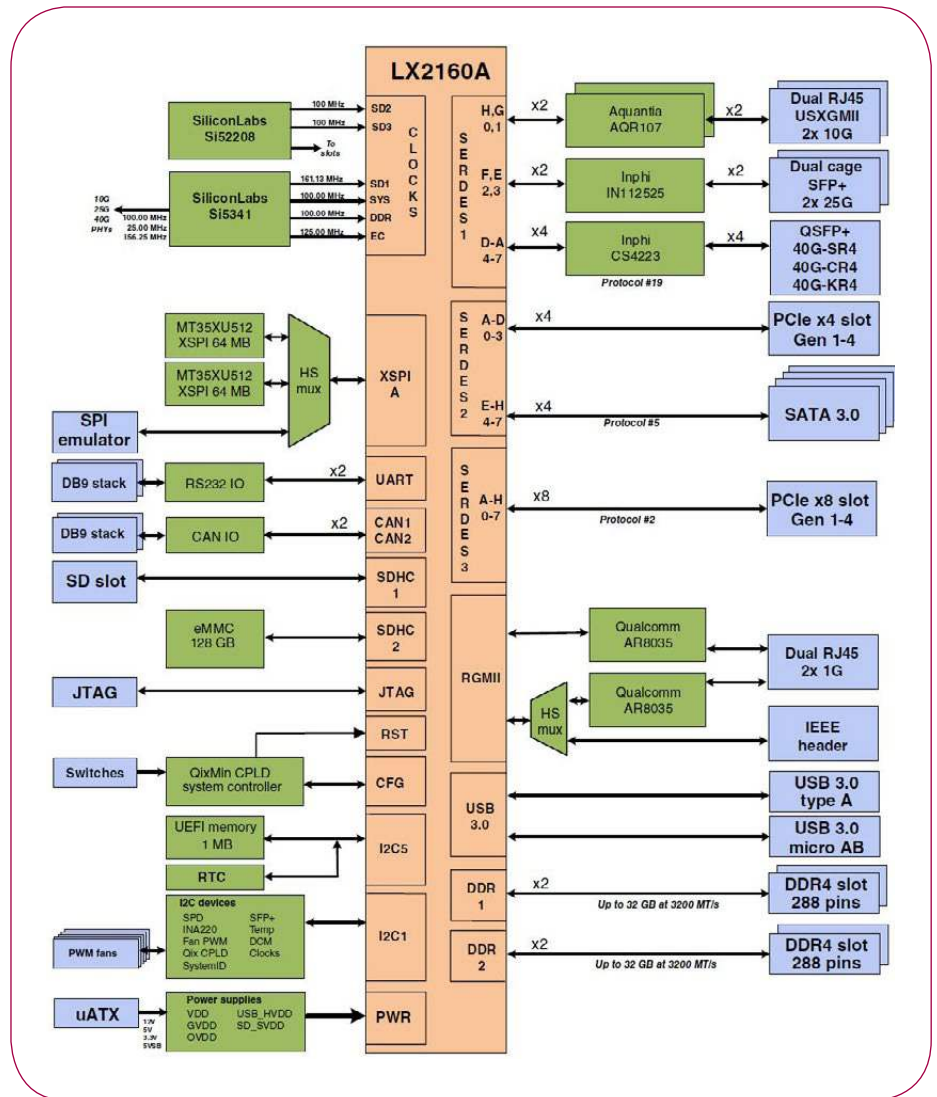 LX2160A
SiliconLabs
Si52208
100 MHz
100 MHz
To
slots
SD2
SD3
SiliconLabs
Si5341
10G
25G
40G
PHYs
100.00 MHz
25.00 MHz
156.25 MHz
161.13 MHz
100.00 MHz
100.00 MHz
125.00 MHz
SD1
SYS
DDR
EC
CLOCKS
MT35XU512
XSPI 64 MB
MT35XU512
XSPI 64 MB
HS
mux
XSPI
A
SPI
emulator
DB9 stack
RS232 IO
x2
UART
DB9 stack
CAN IO
x2
CAN1
CAN2
SD slot
SDHC
1
eMMC
128 GB
SDHC
2
JTAG
JTAG
RST
Switches
QixMin CPLD
system controller
CFG
UEFI memory
1 MB
RTC
I2C5
I2C devices
SPD SFP+
INA220 Temp
Fan PWM DCM
Qix CPLD Clocks
SystemID
PWM fans
I2C1
uATX
12V
5V
3.3V
5VSB
Power supplies
VDD USB_HVDD
GVDD SD_SVDD
OVDD
PWR
SERDES1
H,G
0,1
x2
Aquantia
AQR107
x2
Dual RJ45
USXGMII
2x 10G
F,E
2,3
x2
Inphi
IN112525
x2
Dual cage
SFP+
2x 25G
D-A
4-7
x4
Inphi
CS4223
x4
Protocol #19
QSFP+
40G-SR4
40G-CR4
40G-KR4
SERDES2
A-D
0-3
x4
PCIe x4 slot
Gen 1-4
E-H
4-7
x4
Protocol #5
SATA 3.0
SERDES3
A-H
0-7
x8
Protocol #2
PCIe x8 slot
Gen 1-4
RGMII
Qualcomm
AR8035
Qualcomm
AR8035
HS
mux
Dual RJ45
2x 1G
IEEE
header
USB
3.0
USB 3.0
type A
USB 3.0
micro AB
DDR
1
x2
Up to 32 GB at 3200 MT/s
DDR4 slot
288 pins
DDR
2
x2
Up to 32 GB at 3200 MT/s
DDR4 slot
288 pins